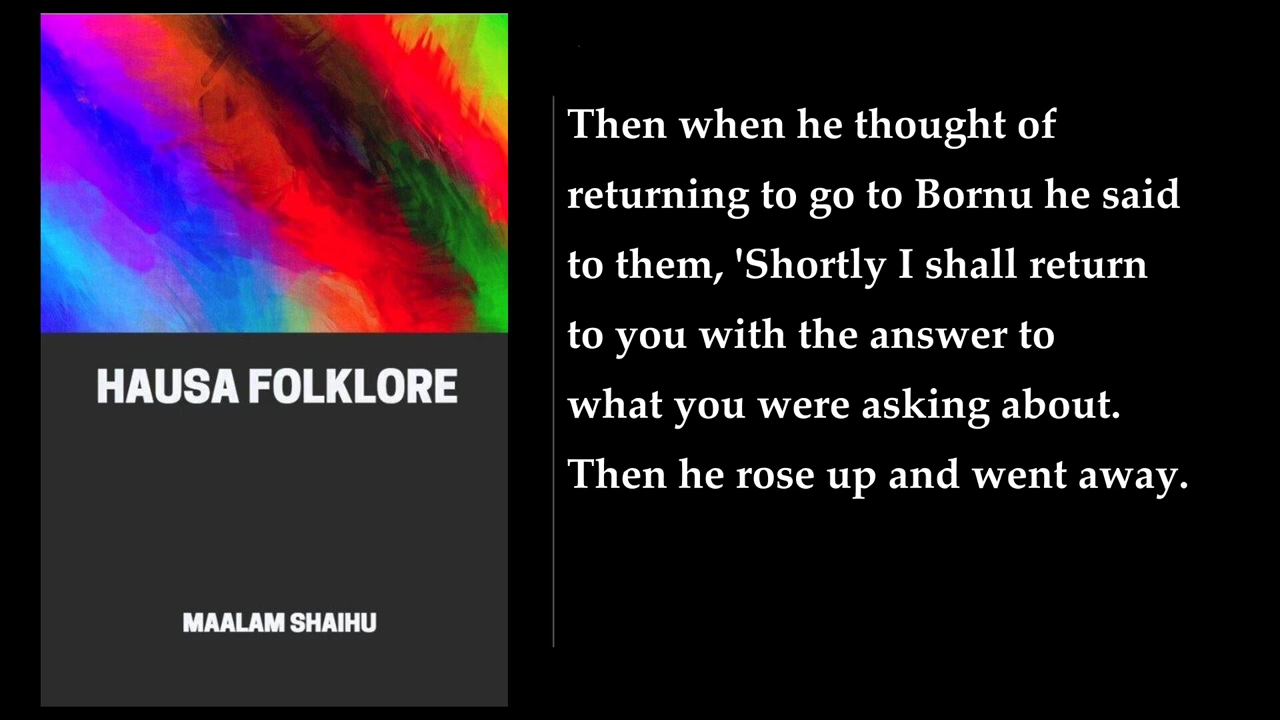 HAUSA FOLKLORE
MAALAM SHAIHU
Then when he thought of
returning to go to Bornu he said
to them, 'Shortly I shall return
to you with the answer to
what you were asking about.
Then he rose up and went away.